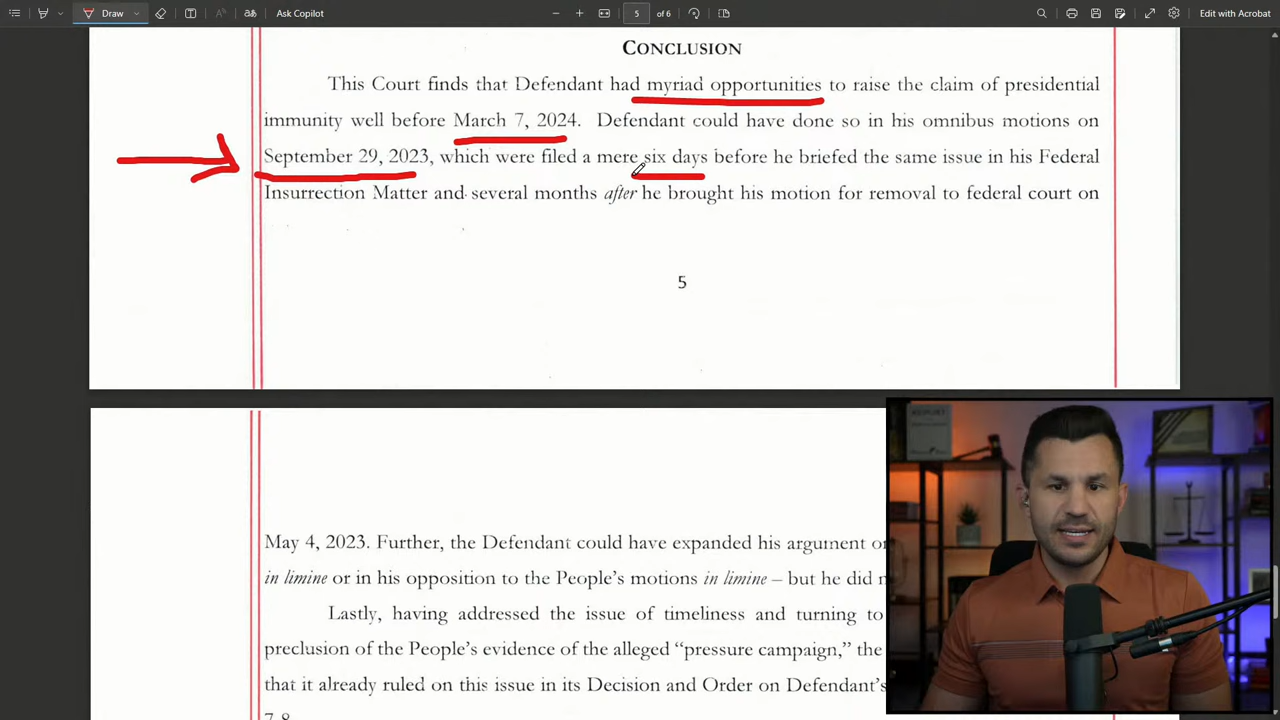 Draw
Ask Copilot
5 of 6
Edit with Acrobat
CONCLUSION
This Court finds that Defendant had myriad opportunities to raise the claim of presidential
immunity well before March 7, 2024. Defendant could have done so in his omnibus motions on
September 29, 2023, which were filed a mere six days before he briefed the same issue in his Federal
Insurrection Matter and several months after he brought his motion for removal to federal court on
5
May 4, 2023. Further, the Defendant could have expanded his argument
in limine or in his opposition to the People's motions in limine – but he did
Lastly, having addressed the issue of timeliness and turning to
preclusion of the People's evidence of the alleged “pressure campaign,” the
that it already ruled on this issue in its Decision and Order on Defendant's
7-8.